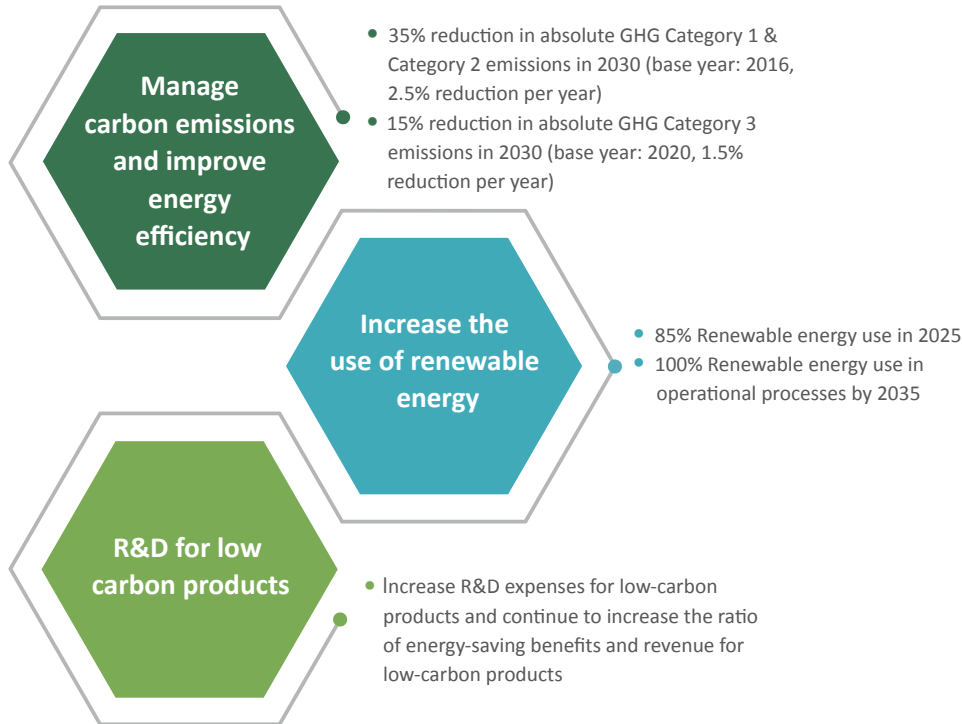 Manage
carbon emissions
and improve
energy
efficiency
• 35% reduction in absolute GHG Category 1 &
Category 2 emissions in 2030 (base year: 2016,
2.5% reduction per year)
• 15% reduction in absolute GHG Category 3
emissions in 2030 (base year: 2020, 1.5%
reduction per year)
Increase the
use of renewable
energy
• 85% Renewable energy use in 2025
• 100% Renewable energy use in
operational processes by 2035
R&D for low
carbon products
• Increase R&D expenses for low-carbon
products and continue to increase the ratio
of energy-saving benefits and revenue for
low-carbon products